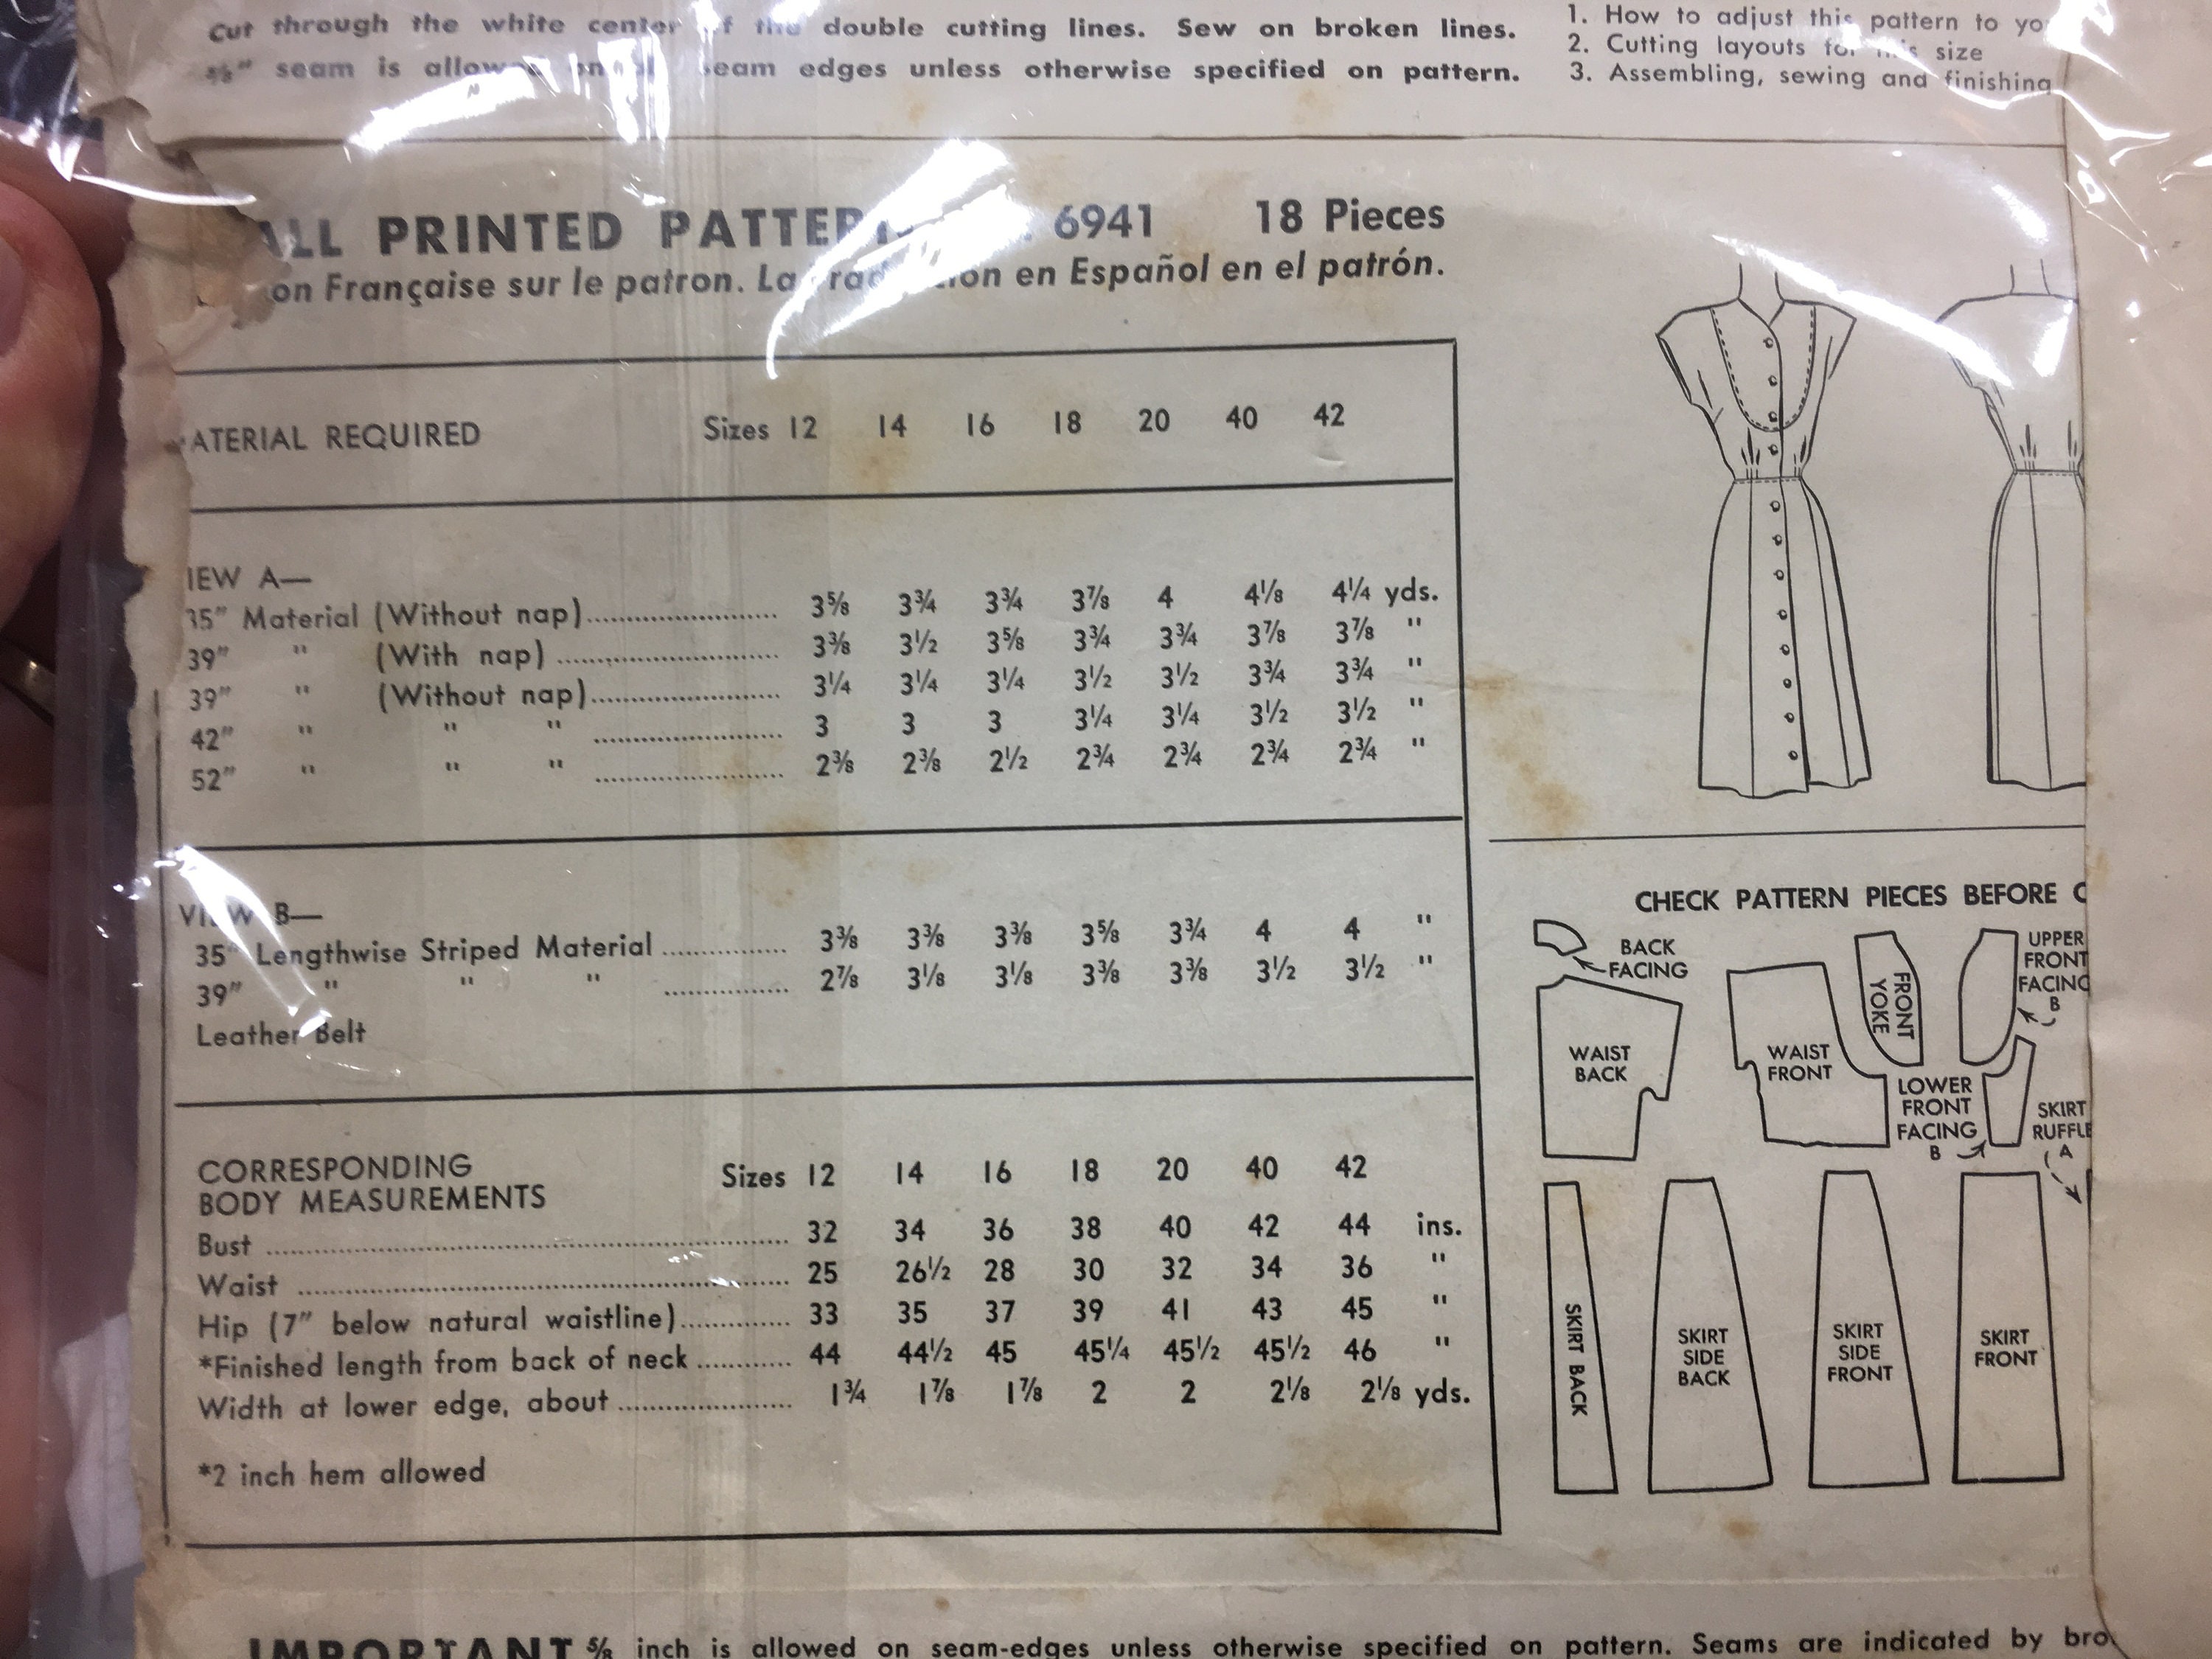 Cut through the white center of the double cutting lines. Sew on broken lines.
5/8" seam is allowed on seam edges unless otherwise specified on pattern.
1. How to adjust this pattern to
2. Cutting layouts for this size
3. Assembling, sewing and finishing
ALL PRINTED PATTERN 6941 18 Pieces
Française sur le patron. La en Español en el patrón.
ATERIAL REQUIRED Sizes 12 14 16 18 20 40 42
IEW A—
35" Material (Without nap) 3⅝ 3¾ 3¾ 3⅞ 4 4⅛ 4¼ yds.
39" " (With nap) 3⅜ 3½ 3⅝ 3¾ 3¾ 3⅞ 3⅞ "
39" " (Without nap) 3¼ 3¼ 3¼ 3½ 3½ 3¾ 3¾ "
42" " " " 3 3 3 3¼ 3¼ 3½ 3½ "
52" " " " 2⅜ 2⅜ 2½ 2¾ 2¾ 2¾ 2¾ "
VIEW B—
35" Lengthwise Striped Material 3⅜ 3⅜ 3⅜ 3⅝ 3¾ 4 4 "
39" " " " 2⅞ 3⅛ 3⅛ 3⅜ 3⅜ 3½ 3½ "
Leather Belt
CORRESPONDING
BODY MEASUREMENTS Sizes 12 14 16 18 20 40 42
Bust 32 34 36 38 40 42 44 ins.
Waist 25 26½ 28 30 32 34 36 "
Hip (7" below natural waistline) 33 35 37 39 41 43 45 "
*Finished length from back of neck 44 44½ 45 45¼ 45½ 45½ 46 "
Width at lower edge, about 1¾ 1⅞ 1⅞ 2 2 2⅛ 2⅛ yds.
*2 inch hem allowed
CHECK PATTERN PIECES BEFORE C
BACK
FACING
WAIST
BACK
WAIST
FRONT
FRONT
YOKE
UPPER
FRONT
FACING
B
LOWER
FRONT
FACING
B
SKIRT
RUFFLE
A
SKIRT BACK
SKIRT
SIDE
BACK
SKIRT
SIDE
FRONT
SKIRT
FRONT
IMPORTANT ⅝ inch is allowed on seam-edges unless otherwise specified on pattern. Seams are indicated by bro